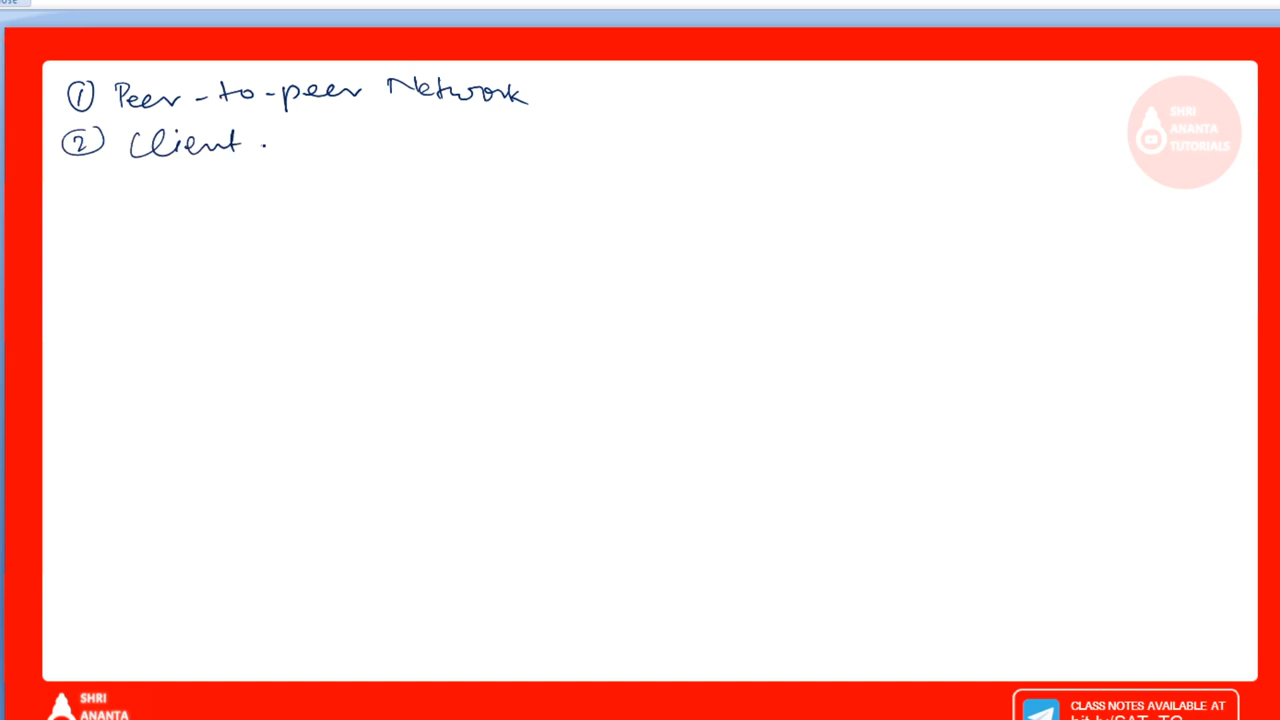 ① Peer-to-peer Network
② Client
SHRI
ANANTA
TUTORIALS
SHRI
ANANTA
CLASS NOTES AVAILABLE AT